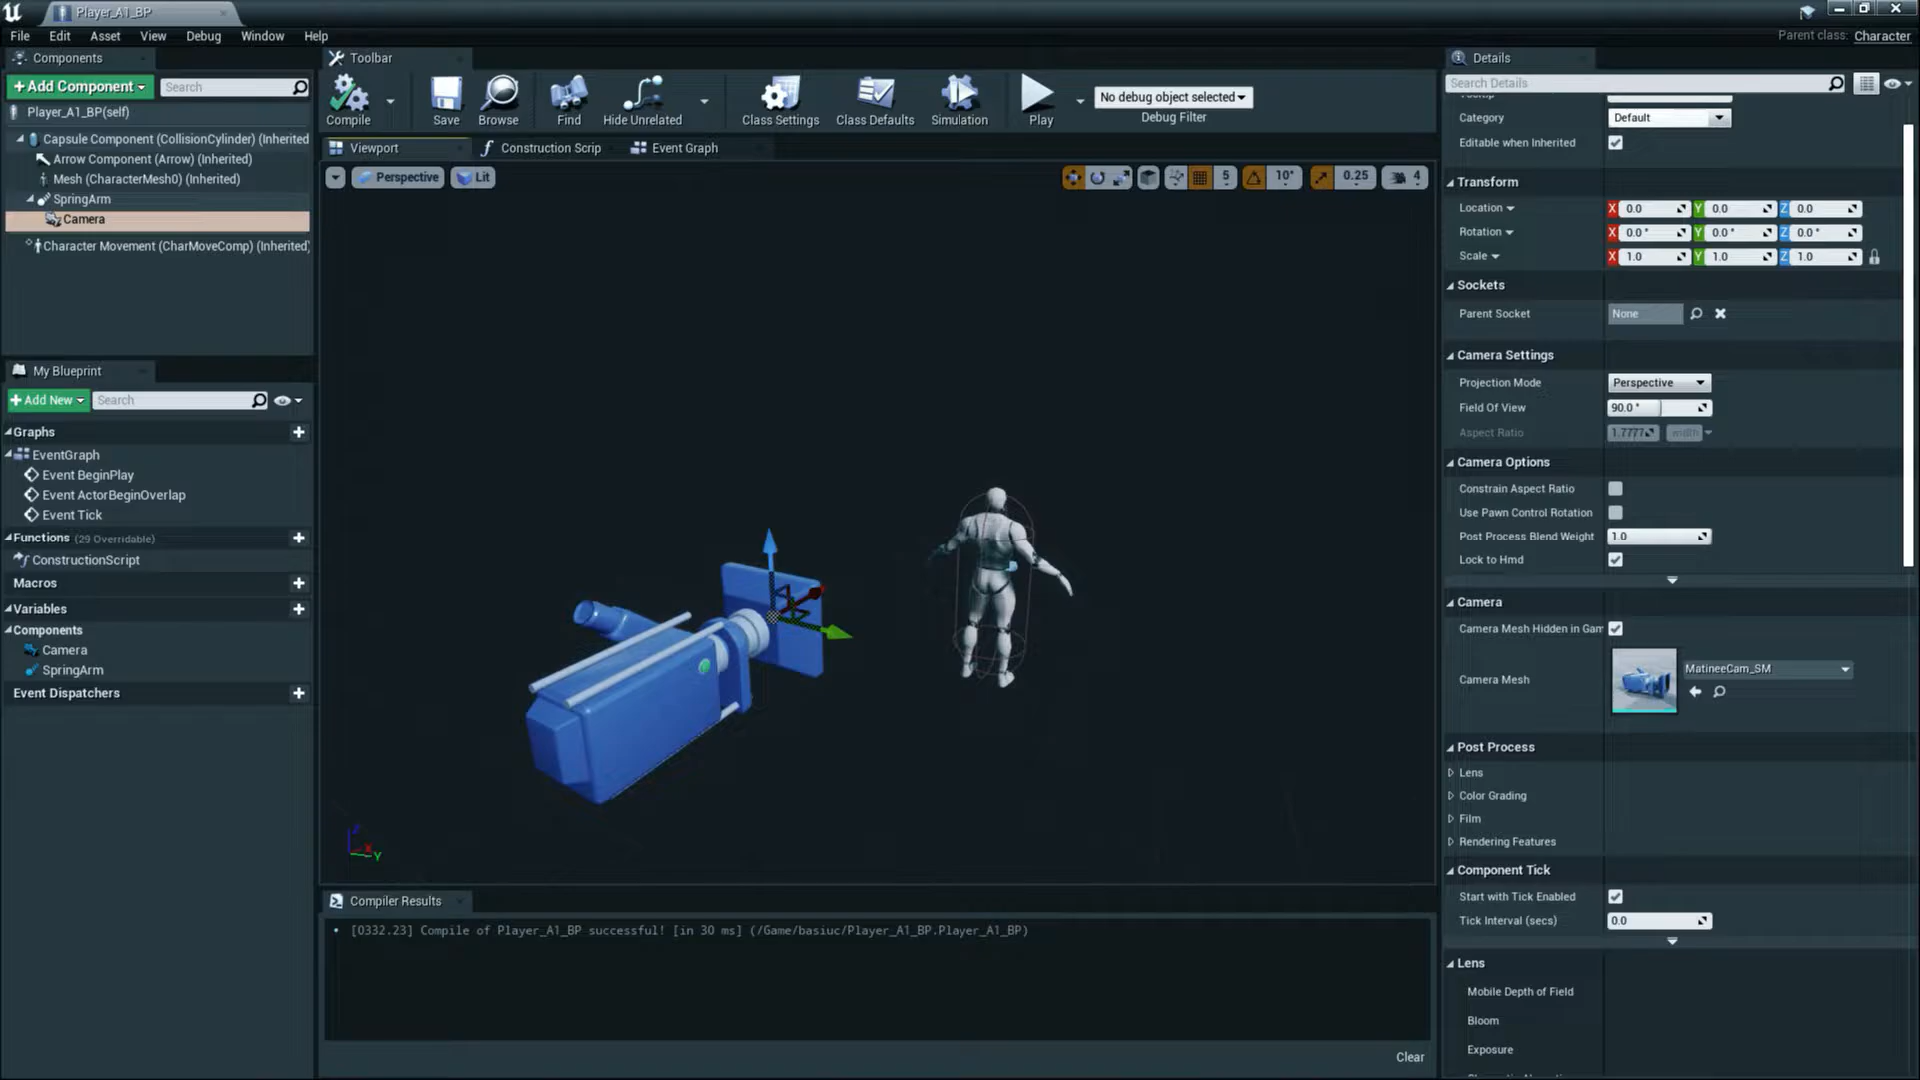 Player_A1_BP
File Edit Asset View Debug Window Help
Parent class: Character
Components
+Add Component
Search
Player_A1_BP(self)
Capsule Component (CollisionCylinder) (Inherited
Arrow Component (Arrow) (Inherited)
Mesh (CharacterMesh0) (Inherited)
SpringArm
Camera
Character Movement (CharMoveComp) (Inherited)
My Blueprint
+Add New
Search
Graphs
EventGraph
Event BeginPlay
Event ActorBeginOverlap
Event Tick
Functions (29 Overridable)
ConstructionScript
Macros
Variables
Components
Camera
SpringArm
Event Dispatchers
Toolbar
Compile
Save
Browse
Find
Hide Unrelated
Class Settings
Class Defaults
Simulation
Play
No debug object selected
Debug Filter
Viewport
Construction Scrip
Event Graph
Perspective
Lit
5
10°
0.25
4
X
Y
Compiler Results
[0332.23] Compile of Player_A1_BP successful! [in 30 ms] (/Game/basiuc/Player_A1_BP.Player_A1_BP)
Clear
Details
Search Details
Category Default
Editable when Inherited
Transform
Location X 0.0 Y 0.0 Z 0.0
Rotation X 0.0 ° Y 0.0 ° Z 0.0 °
Scale X 1.0 Y 1.0 Z 1.0
Sockets
Parent Socket None
Camera Settings
Projection Mode Perspective
Field Of View 90.0 °
Aspect Ratio 1.7777 width
Camera Options
Constrain Aspect Ratio
Use Pawn Control Rotation
Post Process Blend Weight 1.0
Lock to Hmd
Camera
Camera Mesh Hidden in Gam
Camera Mesh MatineeCam_SM
Post Process
Lens
Color Grading
Film
Rendering Features
Component Tick
Start with Tick Enabled
Tick Interval (secs) 0.0
Lens
Mobile Depth of Field
Bloom
Exposure